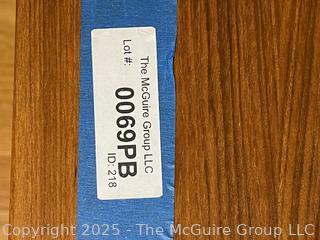 The McGuire Group LLC
Lot #:
0069PB
ID: 218
Copyright 2025 - The McGuire Group LLC